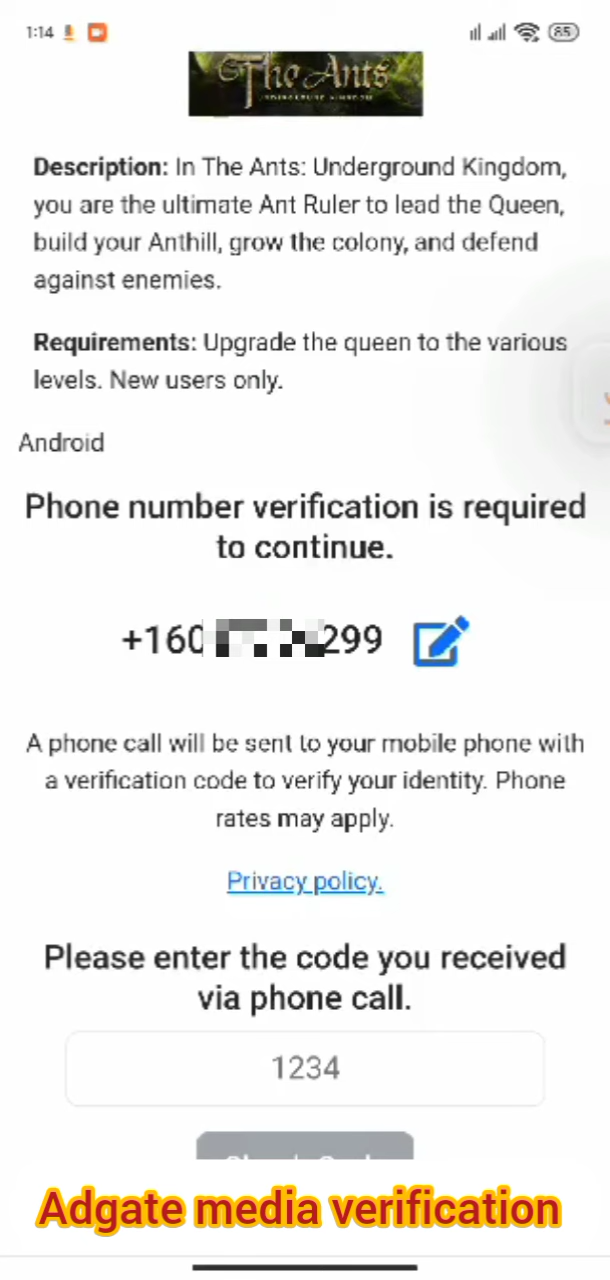 1:14
85
The Ants
UNDERGROUND KINGDOM
Description: In The Ants: Underground Kingdom,
you are the ultimate Ant Ruler to lead the Queen,
build your Anthill, grow the colony, and defend
against enemies.
Requirements: Upgrade the queen to the various
levels. New users only.
Android
Phone number verification is required
to continue.
+160 299
A phone call will be sent to your mobile phone with
a verification code to verify your identity. Phone
rates may apply.
Privacy policy.
Please enter the code you received
via phone call.
1234
Adgate media verification